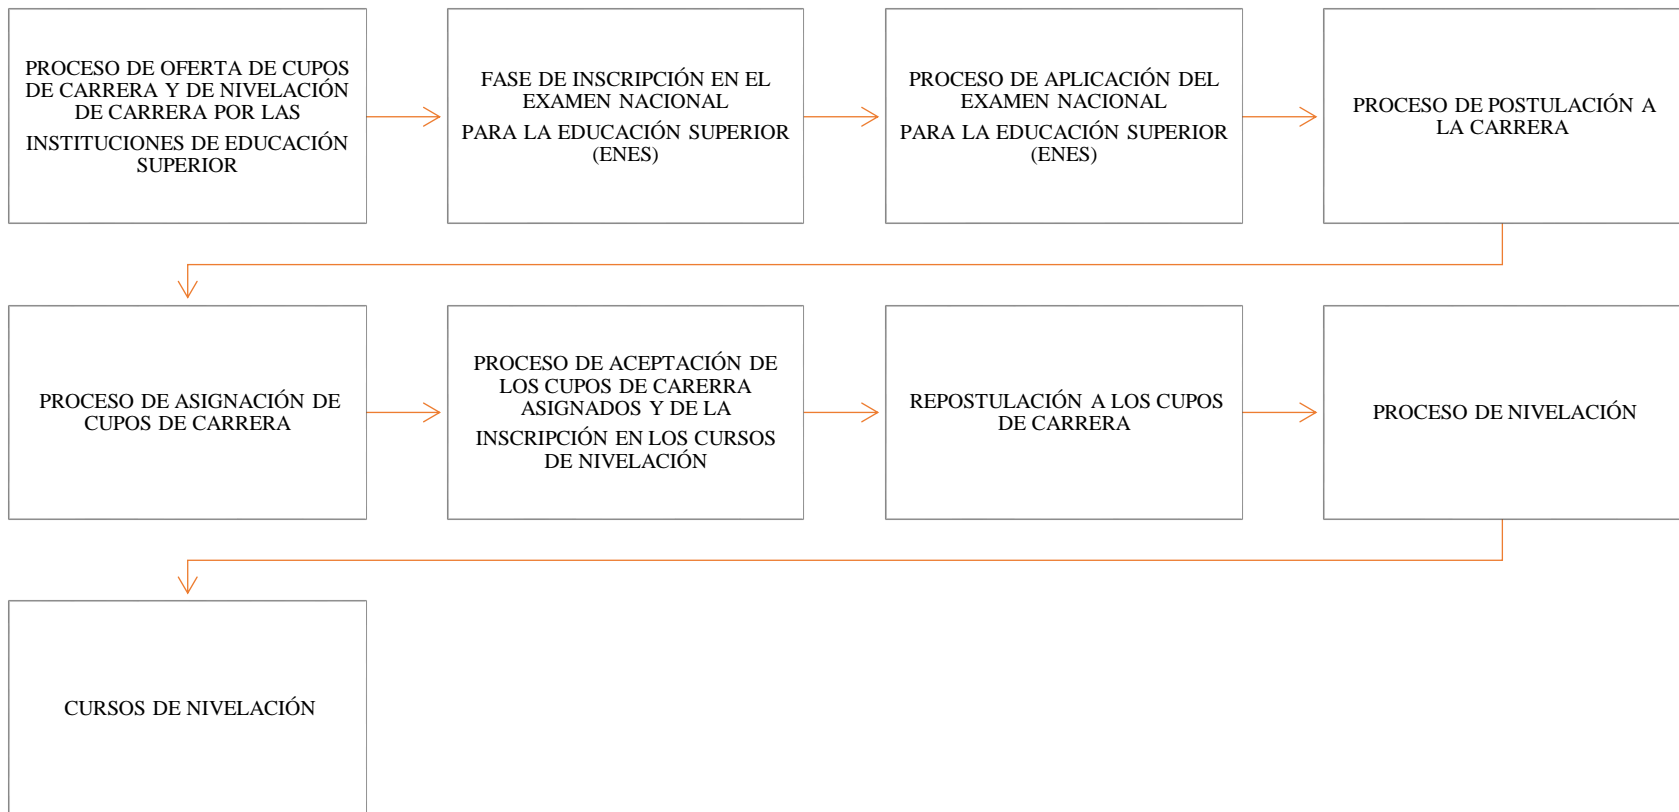 PROCESO DE OFERTA DE CUPOS
DE CARRERA Y DE NIVELACIÓN
DE CARRERA POR LAS
INSTITUCIONES DE EDUCACIÓN
SUPERIOR
FASE DE INSCRIPCIÓN EN EL
EXAMEN NACIONAL
PARA LA EDUCACIÓN SUPERIOR
(ENES)
PROCESO DE APLICACIÓN DEL
EXAMEN NACIONAL
PARA LA EDUCACIÓN SUPERIOR
(ENES)
PROCESO DE POSTULACIÓN A
LA CARRERA
PROCESO DE ASIGNACIÓN DE
CUPOS DE CARRERA
PROCESO DE ACEPTACIÓN DE
LOS CUPOS DE CARERRA
ASIGNADOS Y DE LA
INSCRIPCIÓN EN LOS CURSOS
DE NIVELACIÓN
REPOSTULACIÓN A LOS CUPOS
DE CARRERA
PROCESO DE NIVELACIÓN
CURSOS DE NIVELACIÓN